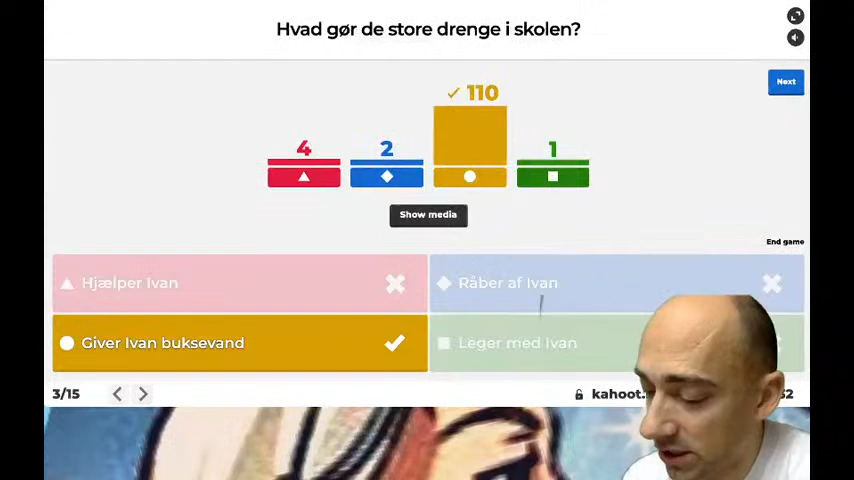 Hvad gør de store drenge i skolen?
Next
4
2
110
1
Show media
End game
Hjælper Ivan
Råber af Ivan
Giver Ivan buksevand
Leger med Ivan
3/15
kahoot.